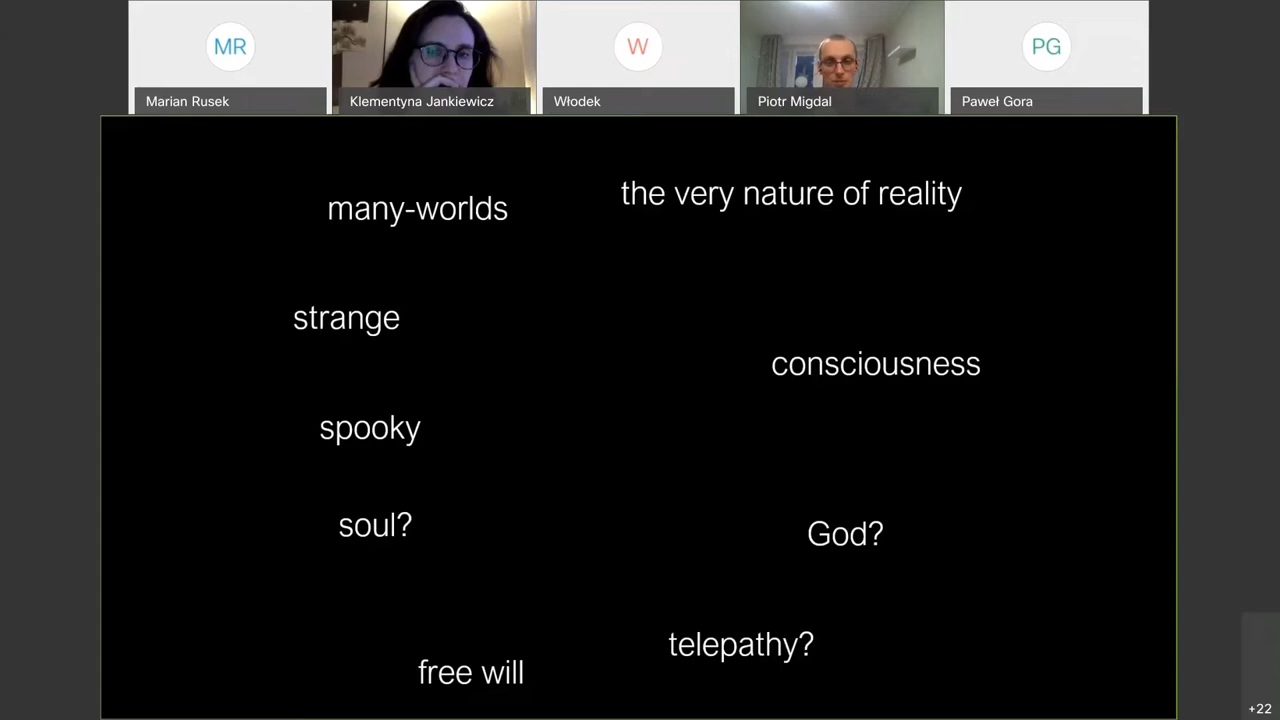 MR
W
PG
Marian Rusek
Klementyna Jankiewicz
Włodek
Piotr Migdal
Paweł Gora
many-worlds
the very nature of reality
strange
consciousness
spooky
soul?
God?
telepathy?
free will
+22